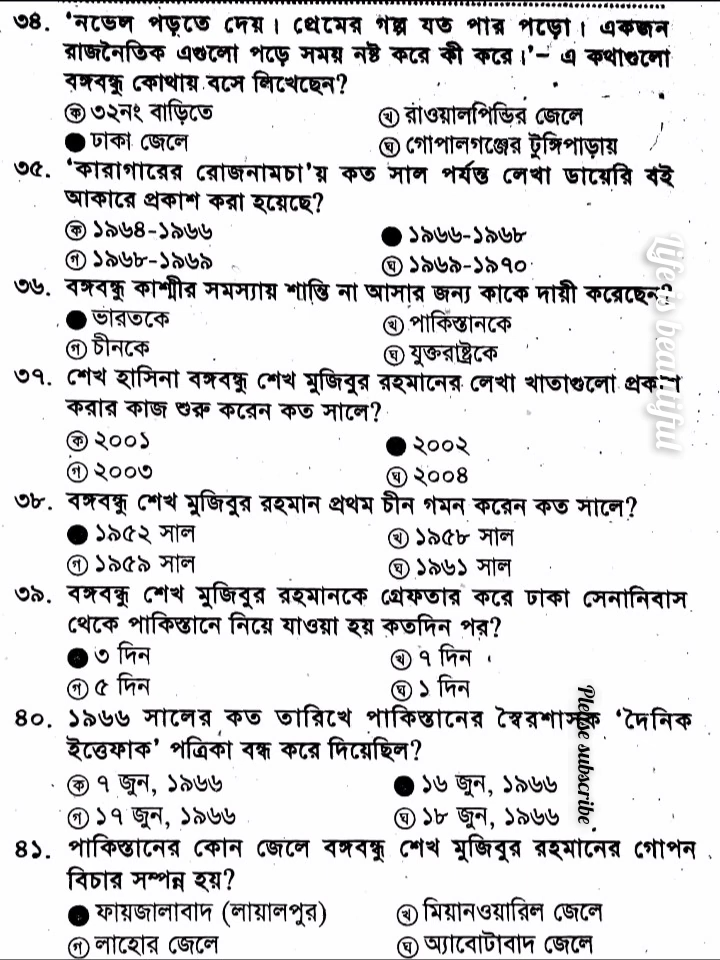 ৩৪. 'নভেল পড়তে দেয়। প্রেমের গল্প যত পার পড়ো। একজন
রাজনৈতিক এগুলো পড়ে সময় নষ্ট করে কী করে।'– এ কথাগুলো
বঙ্গবন্ধু কোথায় বসে লিখেছেন?
ⓚ ৩২নং বাড়িতে ⓠ রাওয়ালপিন্ডির জেলে
● ঢাকা জেলে ঘ গোপালগঞ্জের টুঙ্গিপাড়ায়
৩৫. 'কারাগারের রোজনামচা'য় কত সাল পর্যন্ত লেখা ডায়েরি বই
আকারে প্রকাশ করা হয়েছে?
ক ১৯৬৪-১৯৬৬ ● ১৯৬৬-১৯৬৮
গ ১৯৬৮-১৯৬৯ ঘ ১৯৬৯-১৯৭০
৩৬. বঙ্গবন্ধু কাশ্মীর সমস্যায় শান্তি না আসার জন্য কাকে দায়ী করেছেন?
● ভারতকে খ পাকিস্তানকে
গ চীনকে ঘ যুক্তরাষ্ট্রকে
৩৭. শেখ হাসিনা বঙ্গবন্ধু শেখ মুজিবুর রহমানের লেখা খাতাগুলো প্রকাশ
করার কাজ শুরু করেন কত সালে?
ক ২০০১ ● ২০০২
গ ২০০৩ ঘ ২০০৪
৩৮. বঙ্গবন্ধু শেখ মুজিবুর রহমান প্রথম চীন গমন করেন কত সালে?
● ১৯৫২ সাল খ ১৯৫৮ সাল
গ ১৯৫৯ সাল ঘ ১৯৬১ সাল
৩৯. বঙ্গবন্ধু শেখ মুজিবুর রহমানকে গ্রেফতার করে ঢাকা সেনানিবাস
থেকে পাকিস্তানে নিয়ে যাওয়া হয় কতদিন পর?
● ৩ দিন খ ৭ দিন
গ ৫ দিন ঘ ১ দিন
৪০. ১৯৬৬ সালের কত তারিখে পাকিস্তানের স্বৈরশাসক 'দৈনিক
ইত্তেফাক' পত্রিকা বন্ধ করে দিয়েছিল?
ক ৭ জুন, ১৯৬৬ ● ১৬ জুন, ১৯৬৬
গ ১৭ জুন, ১৯৬৬ ঘ ১৮ জুন, ১৯৬৬
৪১. পাকিস্তানের কোন জেলে বঙ্গবন্ধু শেখ মুজিবুর রহমানের গোপন
বিচার সম্পন্ন হয়?
● ফায়জালাবাদ (লায়ালপুর) খ মিয়ানওয়ারিল জেলে
গ লাহোর জেলে ঘ অ্যাবোটাবাদ জেলে
Life is beautiful
Please subscribe